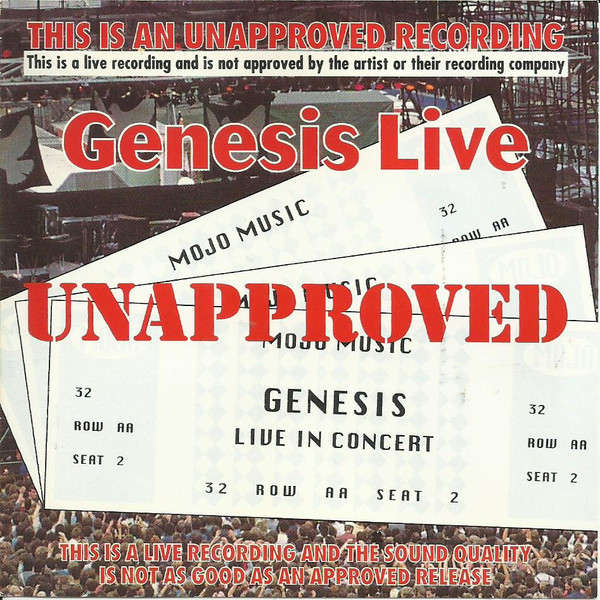 THIS IS AN UNAPPROVED RECORDING
This is a live recording and is not approved by the artist or their recording company
Genesis Live
MOJO MUSIC
32
ROW AA
MOJO MUSIC
UNAPPROVED
MOJO MUSIC
GENESIS
LIVE IN CONCERT
32
ROW AA
SEAT 2
32
ROW AA
SEAT 2
32 ROW AA SEAT 2
THIS IS A LIVE RECORDING AND THE SOUND QUALITY
IS NOT AS GOOD AS AN APPROVED RELEASE